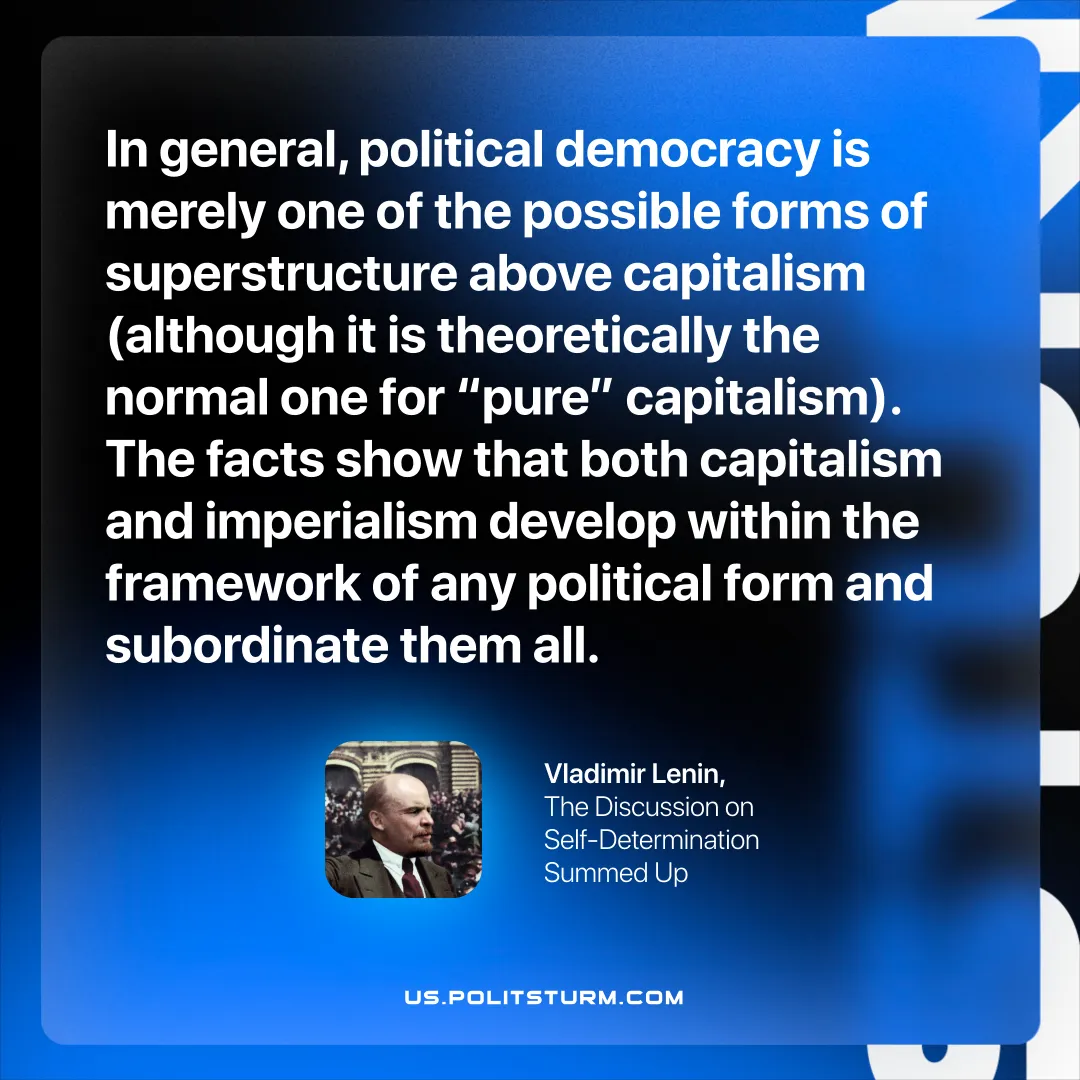 In general, political democracy is
merely one of the possible forms of
superstructure above capitalism
(although it is theoretically the
normal one for “pure” capitalism).
The facts show that both capitalism
and imperialism develop within the
framework of any political form and
subordinate them all.
Vladimir Lenin,
The Discussion on
Self-Determination
Summed Up
US.POLITSTURM.COM